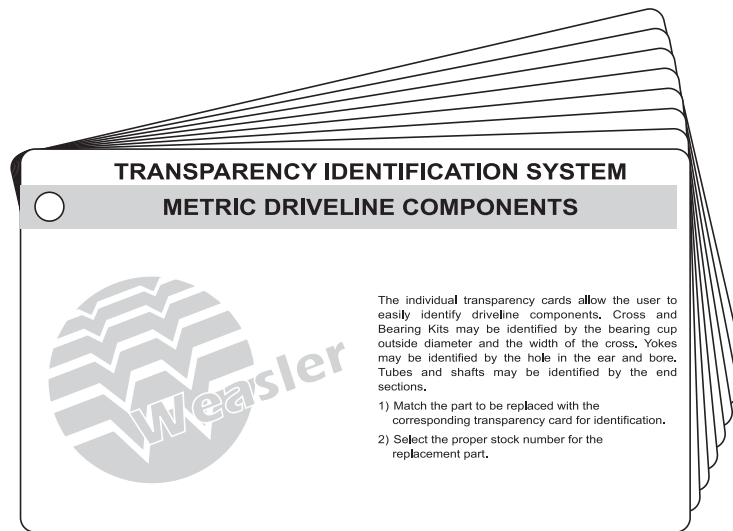 TRANSPARENCY IDENTIFICATION SYSTEM
METRIC DRIVELINE COMPONENTS
The individual transparency cards allow the user to
easily identify driveline components. Cross and
Bearing Kits may be identified by the bearing cup
outside diameter and the width of the cross. Yokes
may be identified by the hole in the ear and bore.
Tubes and shafts may be identified by the end
sections.
1) Match the part to be replaced with the
corresponding transparency card for identification.
2) Select the proper stock number for the
replacement part.
Weasler